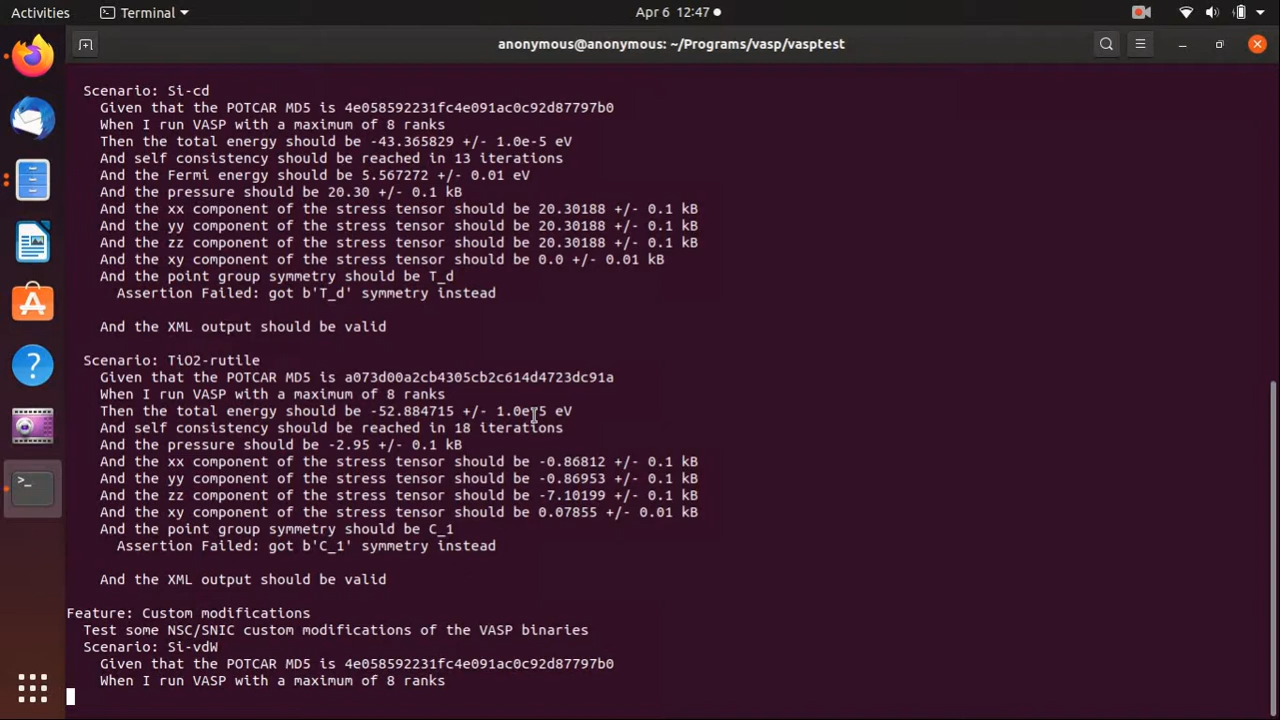 Activities
Terminal
Apr 6 12:47
anonymous@anonymous: ~/Programs/vasp/vasptest
Scenario: Si-cd
Given that the POTCAR MD5 is 4e058592231fc4e091ac0c92d87797b0
When I run VASP with a maximum of 8 ranks
Then the total energy should be -43.365829 +/- 1.0e-5 eV
And self consistency should be reached in 13 iterations
And the Fermi energy should be 5.567272 +/- 0.01 eV
And the pressure should be 20.30 +/- 0.1 kB
And the xx component of the stress tensor should be 20.30188 +/- 0.1 kB
And the yy component of the stress tensor should be 20.30188 +/- 0.1 kB
And the zz component of the stress tensor should be 20.30188 +/- 0.1 kB
And the xy component of the stress tensor should be 0.0 +/- 0.01 kB
And the point group symmetry should be T_d
Assertion Failed: got b'T_d' symmetry instead
And the XML output should be valid
Scenario: TiO2-rutile
Given that the POTCAR MD5 is a073d00a2cb4305cb2c614d4723dc91a
When I run VASP with a maximum of 8 ranks
Then the total energy should be -52.884715 +/- 1.0e-5 eV
And self consistency should be reached in 18 iterations
And the pressure should be -2.95 +/- 0.1 kB
And the xx component of the stress tensor should be -0.86812 +/- 0.1 kB
And the yy component of the stress tensor should be -0.86953 +/- 0.1 kB
And the zz component of the stress tensor should be -7.10199 +/- 0.1 kB
And the xy component of the stress tensor should be 0.07855 +/- 0.01 kB
And the point group symmetry should be C_1
Assertion Failed: got b'C_1' symmetry instead
And the XML output should be valid
Feature: Custom modifications
Test some NSC/SNIC custom modifications of the VASP binaries
Scenario: Si-vdW
Given that the POTCAR MD5 is 4e058592231fc4e091ac0c92d87797b0
When I run VASP with a maximum of 8 ranks